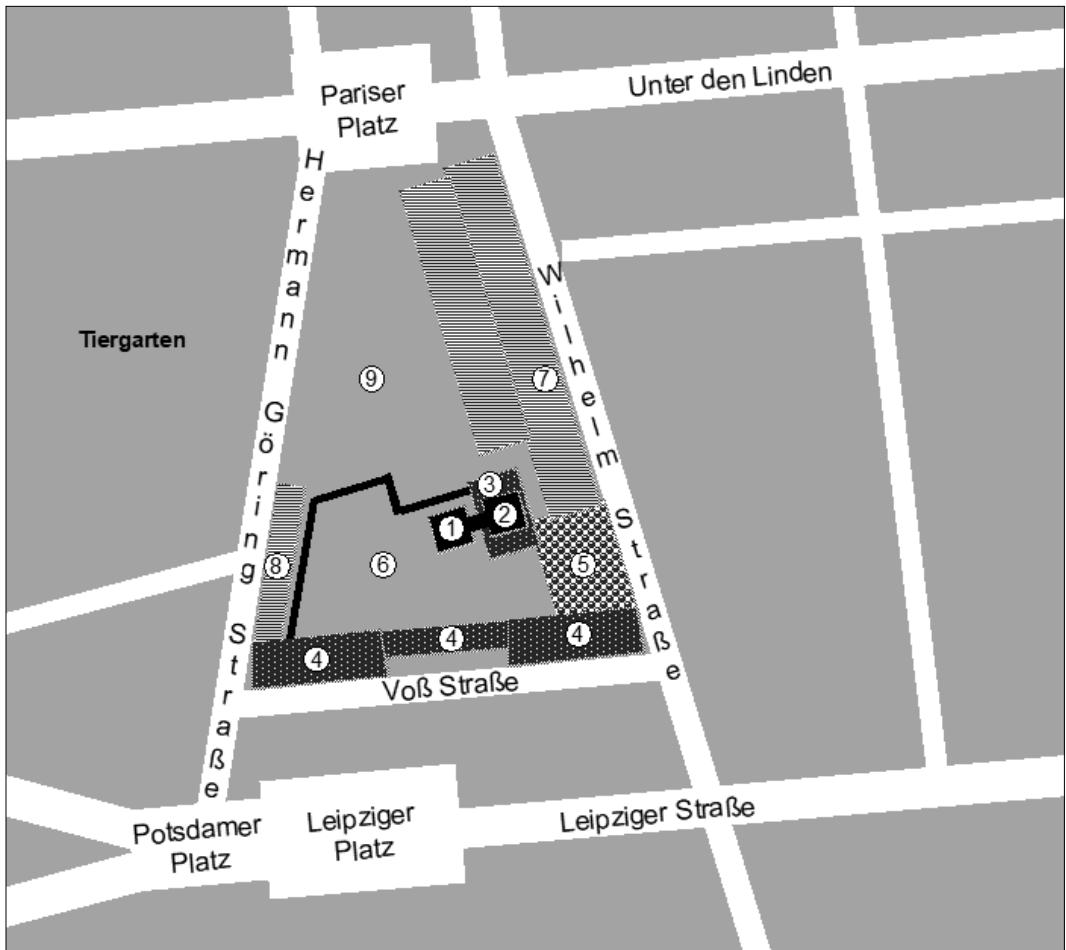 Pariser
Platz
Unter den Linden
Hermann Göring Straße
Wilhelm Straße
Tiergarten
9
7
3
2
1
5
8
6
4
4
4
Voß Straße
Potsdamer
Platz
Leipziger
Platz
Leipziger Straße